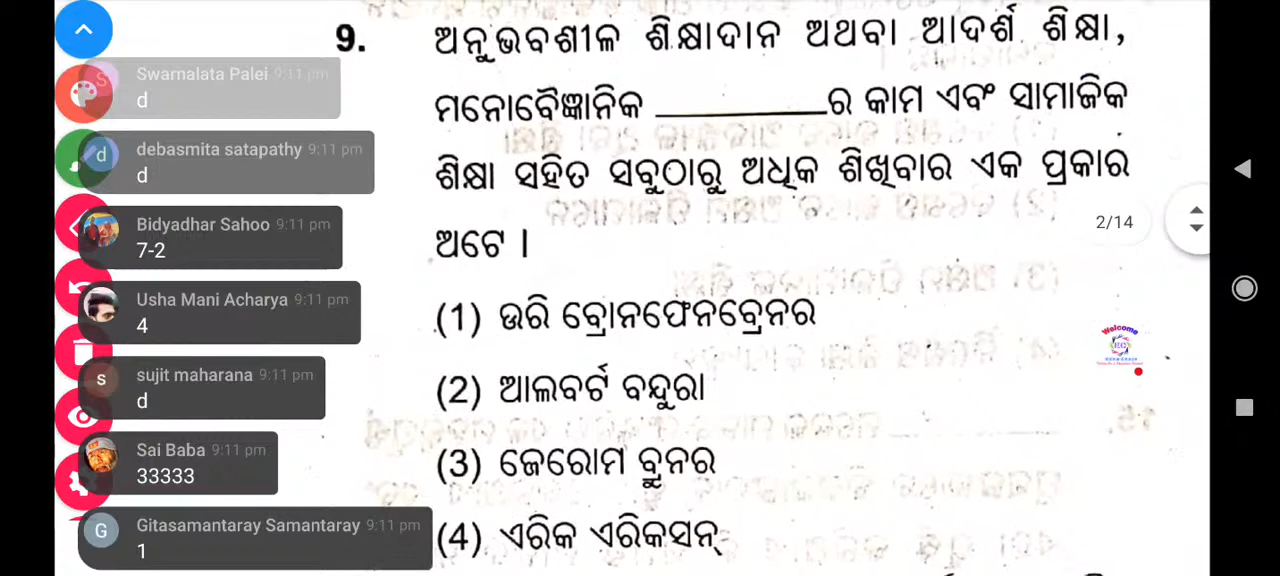 9. ଅନୁଭବଶୀଳ ଶିକ୍ଷାଦାନ ଅଥବା ଆଦର୍ଶ ଶିକ୍ଷା,
ମନୋବୈଜ୍ଞାନିକ ________ର କାମ ଏବଂ ସାମାଜିକ
ଶିକ୍ଷା ସହିତ ସବୁଠାରୁ ଅଧିକ ଶିଖିବାର ଏକ ପ୍ରକାର
ଅଟେ ।
(1) ଉରି ବ୍ରୋନଫେନବ୍ରେନର
(2) ଆଲବର୍ଟ ବନ୍ଦୁରା
(3) ଜେରୋମ ବ୍ରୁନର
(4) ଏରିକ ଏରିକସନ୍
Swarnalata Palei 9:11 pm
d
debasmita satapathy 9:11 pm
d
Bidyadhar Sahoo 9:11 pm
7-2
Usha Mani Acharya 9:11 pm
4
sujit maharana 9:11 pm
d
Sai Baba 9:11 pm
33333
Gitasamantaray Samantaray 9:11 pm
1
2/14
Welcome